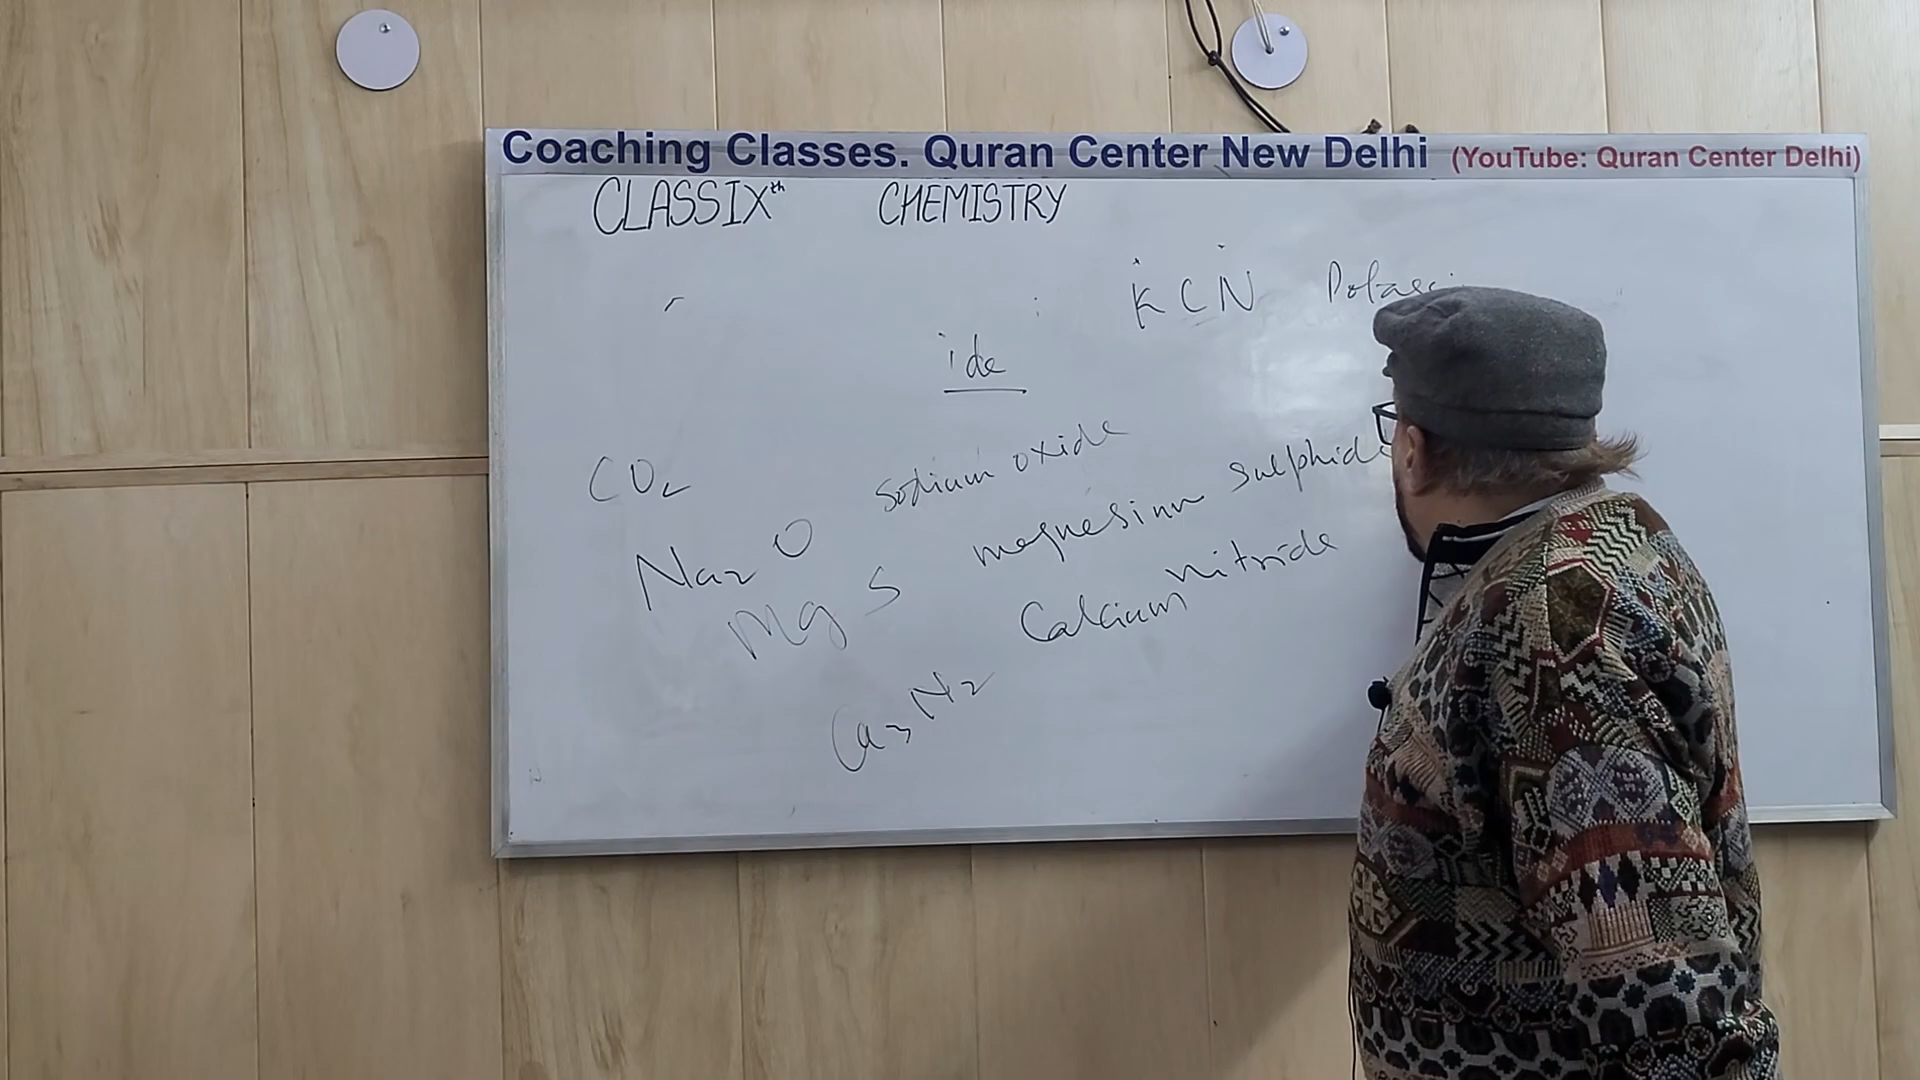 Coaching Classes. Quran Center New Delhi (YouTube: Quran Center Delhi)
CLASS IXth CHEMISTRY
KCN Potassi
ide
CO2
sodium oxide
Na2O
magnesium sulphide
MgS
Calcium nitride
Ca3N2